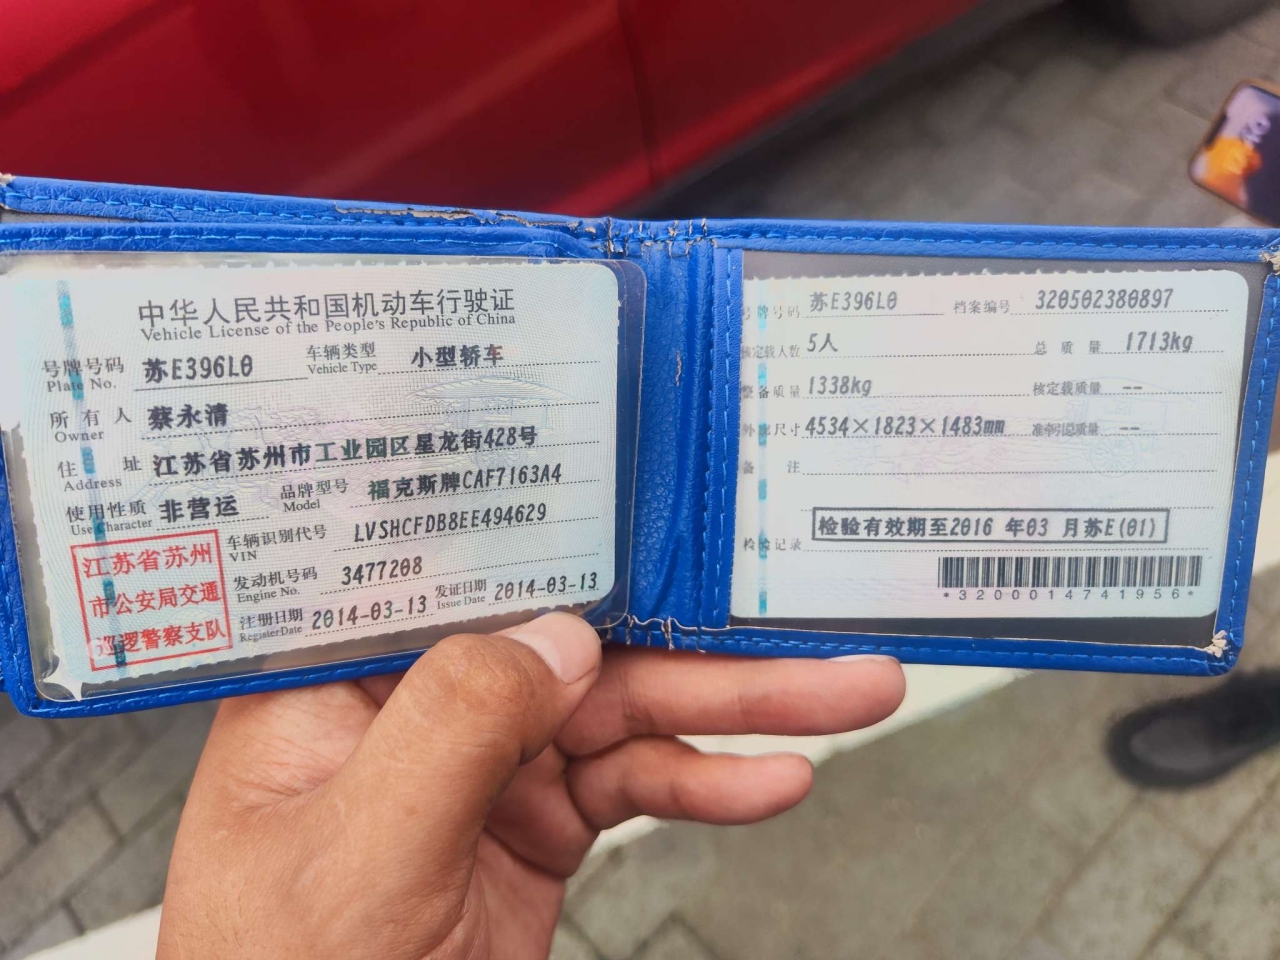 中华人民共和国机动车行驶证
Vehicle License of the People's Republic of China
号牌号码 苏E396L0 车辆类型 小型轿车
Plate No. Vehicle Type
所有人 蔡永清
Owner
住址 江苏省苏州市工业园区星龙街428号
Address
使用性质 非营运 品牌型号 福克斯牌CAF7163A4
Use Character Model
江苏省苏州
市公安局交通
巡逻警察支队
车辆识别代号 LVSHCFDB8EE494629
VIN
发动机号码 3477208
Engine No.
注册日期 2014-03-13 发证日期 2014-03-13
Register Date Issue Date
号牌号码 苏E396L0 档案编号 320502380897
核定载人数 5人 总质量 1713kg
整备质量 1338kg 核定载质量 --
外廓尺寸 4534×1823×1483mm 准牵引总质量 --
备注
检验记录 检验有效期至2016 年03 月苏E(01)
*3200014741956*